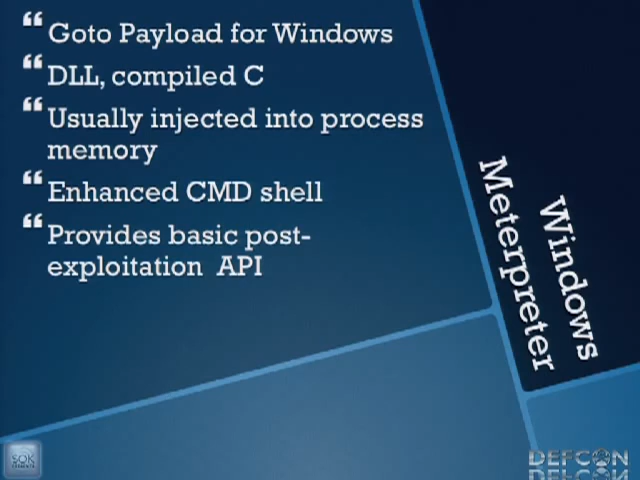 Goto Payload for Windows
DLL, compiled C
Usually injected into process
memory
Enhanced CMD shell
Provides basic post-
exploitation API
Windows
Meterpreter
SOK
DEFCON